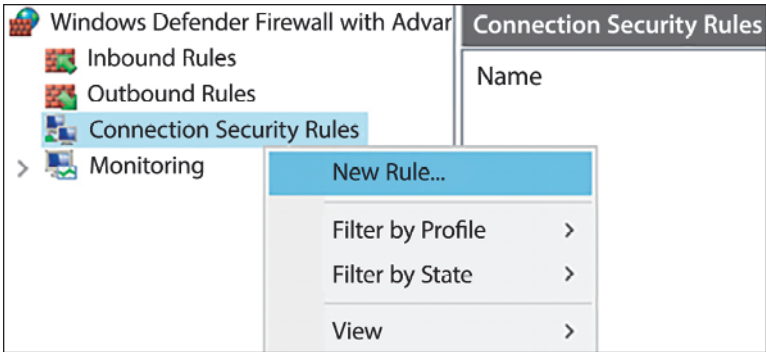 Windows Defender Firewall with Advar
Connection Security Rules
Inbound Rules
Name
Outbound Rules
Connection Security Rules
Monitoring
New Rule...
Filter by Profile
Filter by State
View